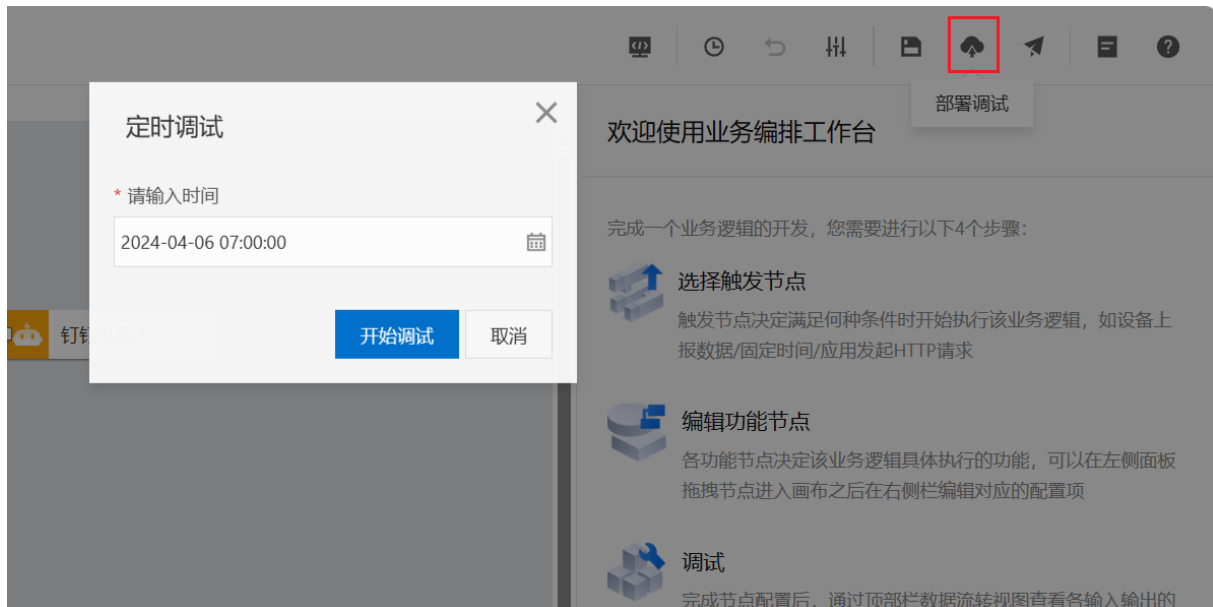 部署调试
定时调试
* 请输入时间
2024-04-06 07:00:00
开始调试
取消
钉钉
欢迎使用业务编排工作台
完成一个业务逻辑的开发，您需要进行以下4个步骤：
选择触发节点
触发节点决定满足何种条件时开始执行该业务逻辑，如设备上
报数据/固定时间/应用发起HTTP请求
编辑功能节点
各功能节点决定该业务逻辑具体执行的功能，可以在左侧面板
拖拽节点进入画布之后在右侧栏编辑对应的配置项
调试
完成节点配置后，通过顶部栏数据流转视图查看各输入输出的